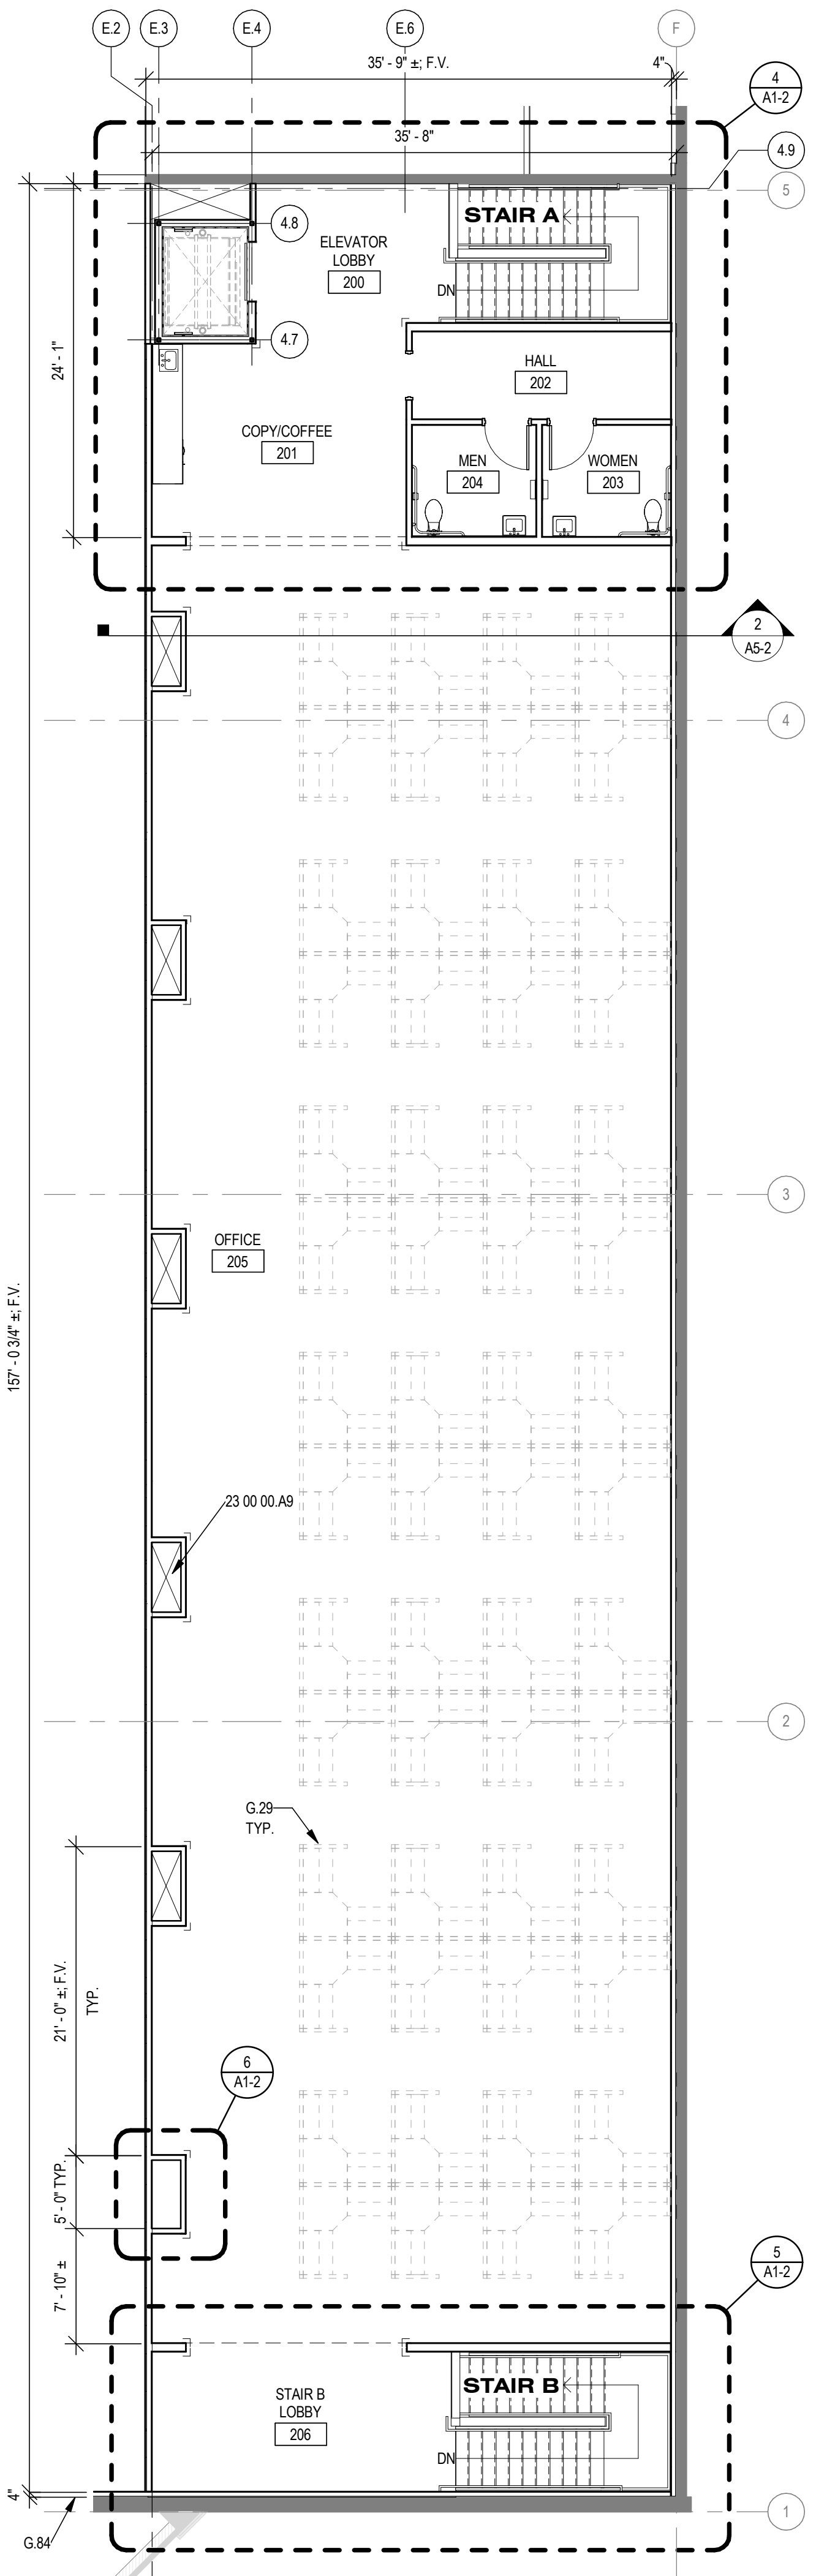 E.2
E.3
E.4
E.6
F
35' - 9" ±; F.V.
4"
4
A1-2
35' - 8"
4.9
5
STAIR A
4.8
ELEVATOR
LOBBY
200
DN
4.7
24' - 1"
HALL
202
COPY/COFFEE
201
MEN
204
WOMEN
203
2
A5-2
4
3
OFFICE
205
157' - 0 3/4" ±; F.V.
23 00 00.A9
2
G.29
TYP.
21' - 0" ±; F.V.
TYP.
6
A1-2
5' - 0" TYP.
7' - 10" ±
5
A1-2
STAIR B
STAIR B
LOBBY
206
DN
4"
1
G.84